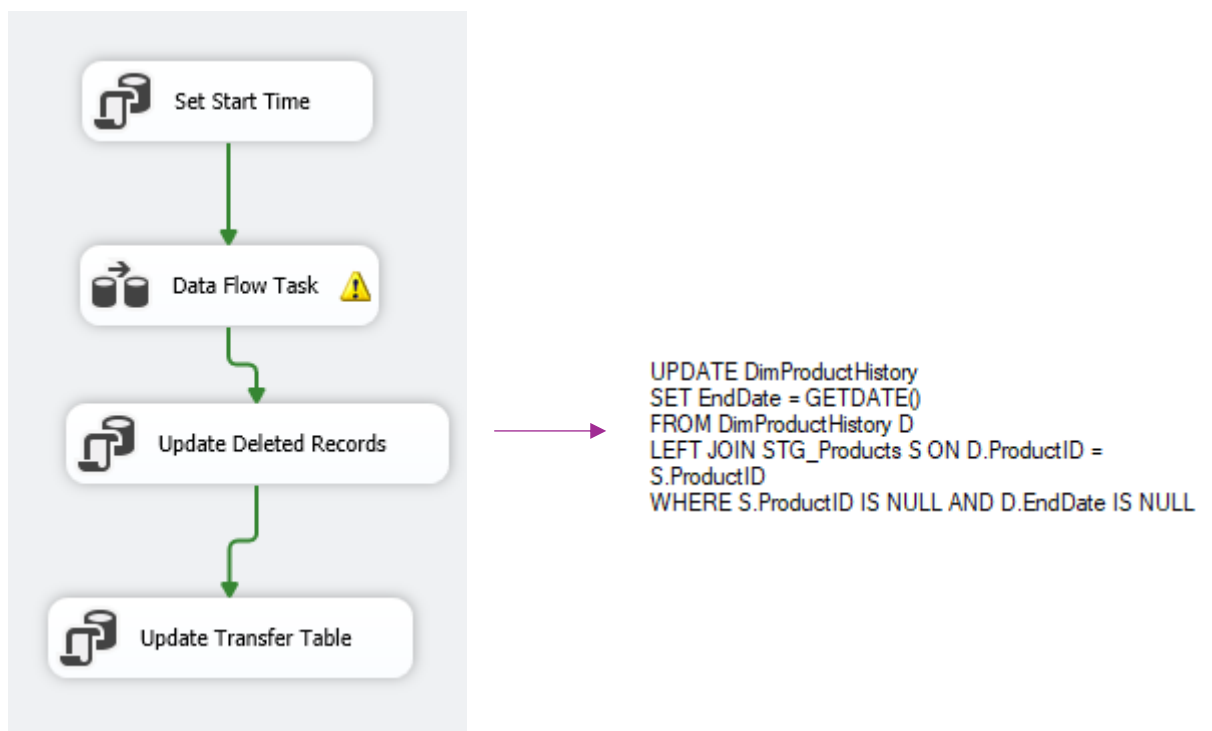 Set Start Time
Data Flow Task
Update Deleted Records
Update Transfer Table
UPDATE DimProductHistory
SET EndDate = GETDATE()
FROM DimProductHistory D
LEFT JOIN STG_Products S ON D.ProductID =
S.ProductID
WHERE S.ProductID IS NULL AND D.EndDate IS NULL